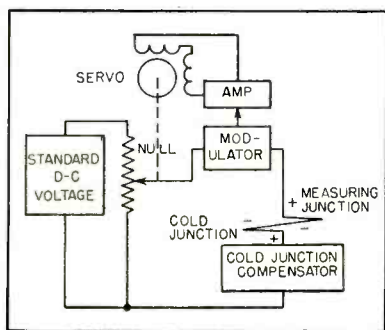 SERVO
AMP
NULL
MOD-
ULATOR
STANDARD
D-C
VOLTAGE
+ MEASURING
JUNCTION
COLD
JUNCTION
- -
+
COLD JUNCTION
COMPENSATOR